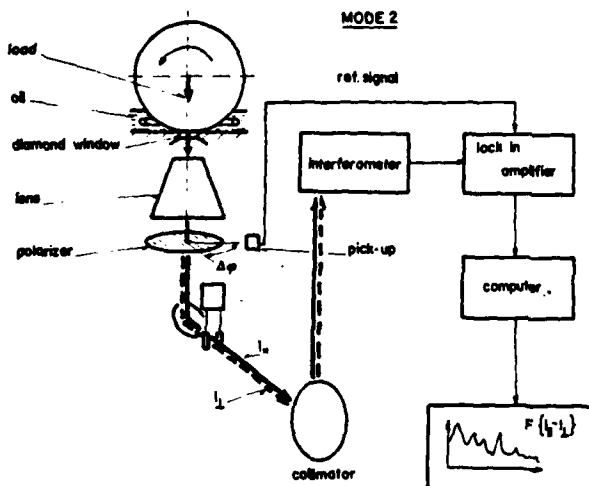 MODE 2
load
ref. signal
oil
diamond window
interferometer
lock in
amplifier
lens
polarizer
pick-up
Δφ
computer
I∥
I⊥
collimator
F {I∥-I⊥}